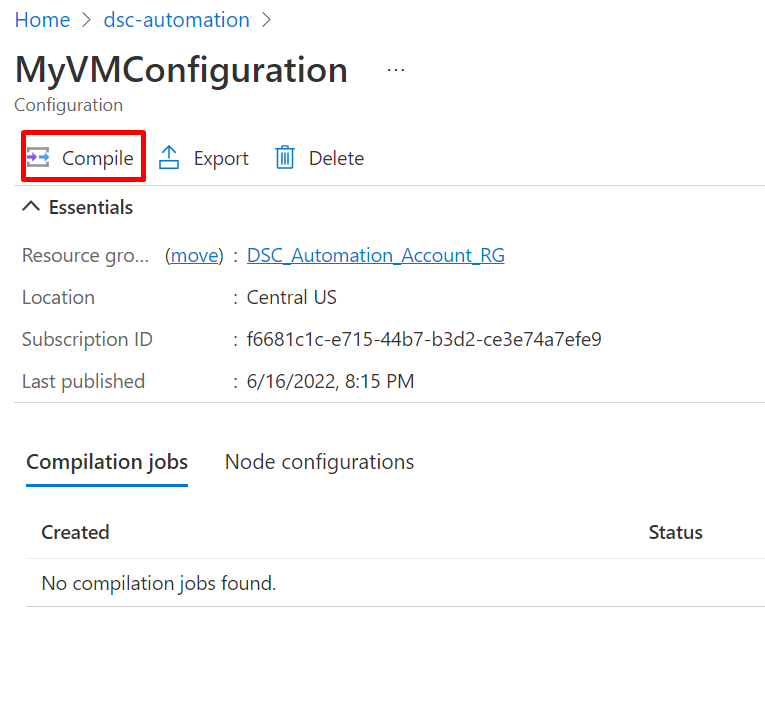 Home > dsc-automation >
MyVMConfiguration ...
Configuration
Compile Export Delete
Essentials
Resource gro... (move) : DSC_Automation_Account_RG
Location : Central US
Subscription ID : f6681c1c-e715-44b7-b3d2-ce3e74a7efe9
Last published : 6/16/2022, 8:15 PM
Compilation jobs Node configurations
Created Status
No compilation jobs found.